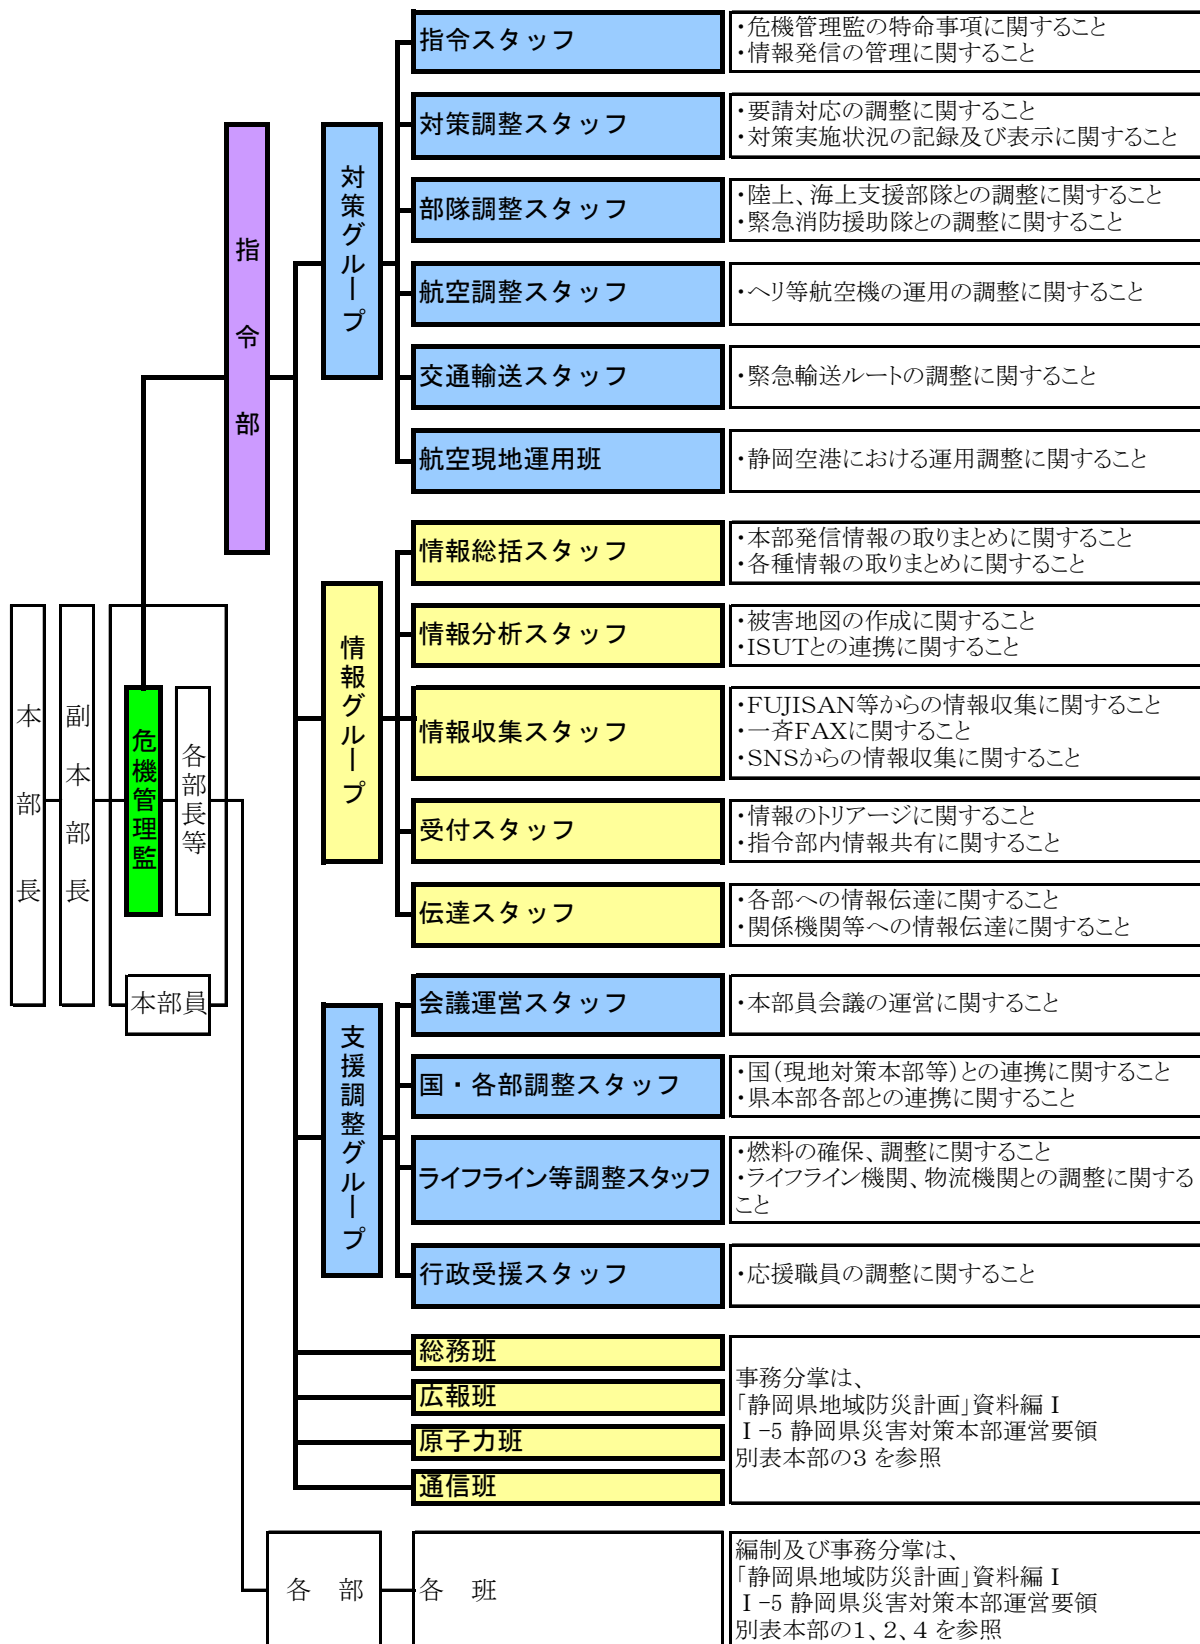 本部長
副本部長
危機管理監
各部長等
本部員
指令部
対策グループ
指令スタッフ
・危機管理監の特命事項に関すること
・情報発信の管理に関すること
対策調整スタッフ
・要請対応の調整に関すること
・対策実施状況の記録及び表示に関すること
部隊調整スタッフ
・陸上、海上支援部隊との調整に関すること
・緊急消防援助隊との調整に関すること
航空調整スタッフ
・ヘリ等航空機の運用の調整に関すること
交通輸送スタッフ
・緊急輸送ルートの調整に関すること
航空現地運用班
・静岡空港における運用調整に関すること
情報グループ
情報総括スタッフ
・本部発信情報の取りまとめに関すること
・各種情報の取りまとめに関すること
情報分析スタッフ
・被害地図の作成に関すること
・ISUTとの連携に関すること
情報収集スタッフ
・FUJISAN等からの情報収集に関すること
・一斉FAXに関すること
・SNSからの情報収集に関すること
受付スタッフ
・情報のトリアージに関すること
・指令部内情報共有に関すること
伝達スタッフ
・各部への情報伝達に関すること
・関係機関等への情報伝達に関すること
支援調整グループ
会議運営スタッフ
・本部員会議の運営に関すること
国・各部調整スタッフ
・国(現地対策本部等)との連携に関すること
・県本部各部との連携に関すること
ライフライン等調整スタッフ
・燃料の確保、調整に関すること
・ライフライン機関、物流機関との調整に関する
こと
行政受援スタッフ
・応援職員の調整に関すること
総務班
広報班
原子力班
通信班
事務分掌は、
「静岡県地域防災計画」資料編Ⅰ
Ⅰ-5 静岡県災害対策本部運営要領
別表本部の3 を参照
各 部
各 班
編制及び事務分掌は、
「静岡県地域防災計画」資料編Ⅰ
Ⅰ-5 静岡県災害対策本部運営要領
別表本部の1、2、4 を参照